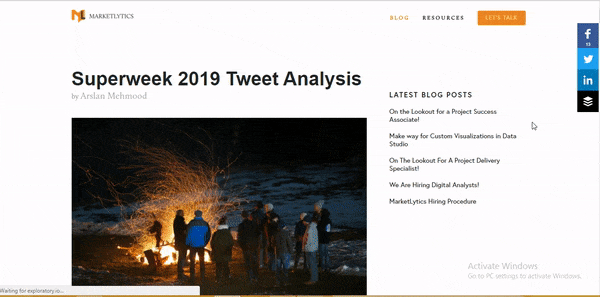 MARKETLYTICS
BLOG
RESOURCES
LET'S TALK
13
Superweek 2019 Tweet Analysis
by Arslan Mehmood
LATEST BLOG POSTS
On the Lookout for a Project Success
Associate!
Make way for Custom Visualizations in Data
Studio
On The Lookout For A Project Delivery
Specialist!
We Are Hiring Digital Analysts!
MarketLytics Hiring Procedure
Activate Windows
Go to PC settings to activate Windows.
Waiting for exploratory.io...